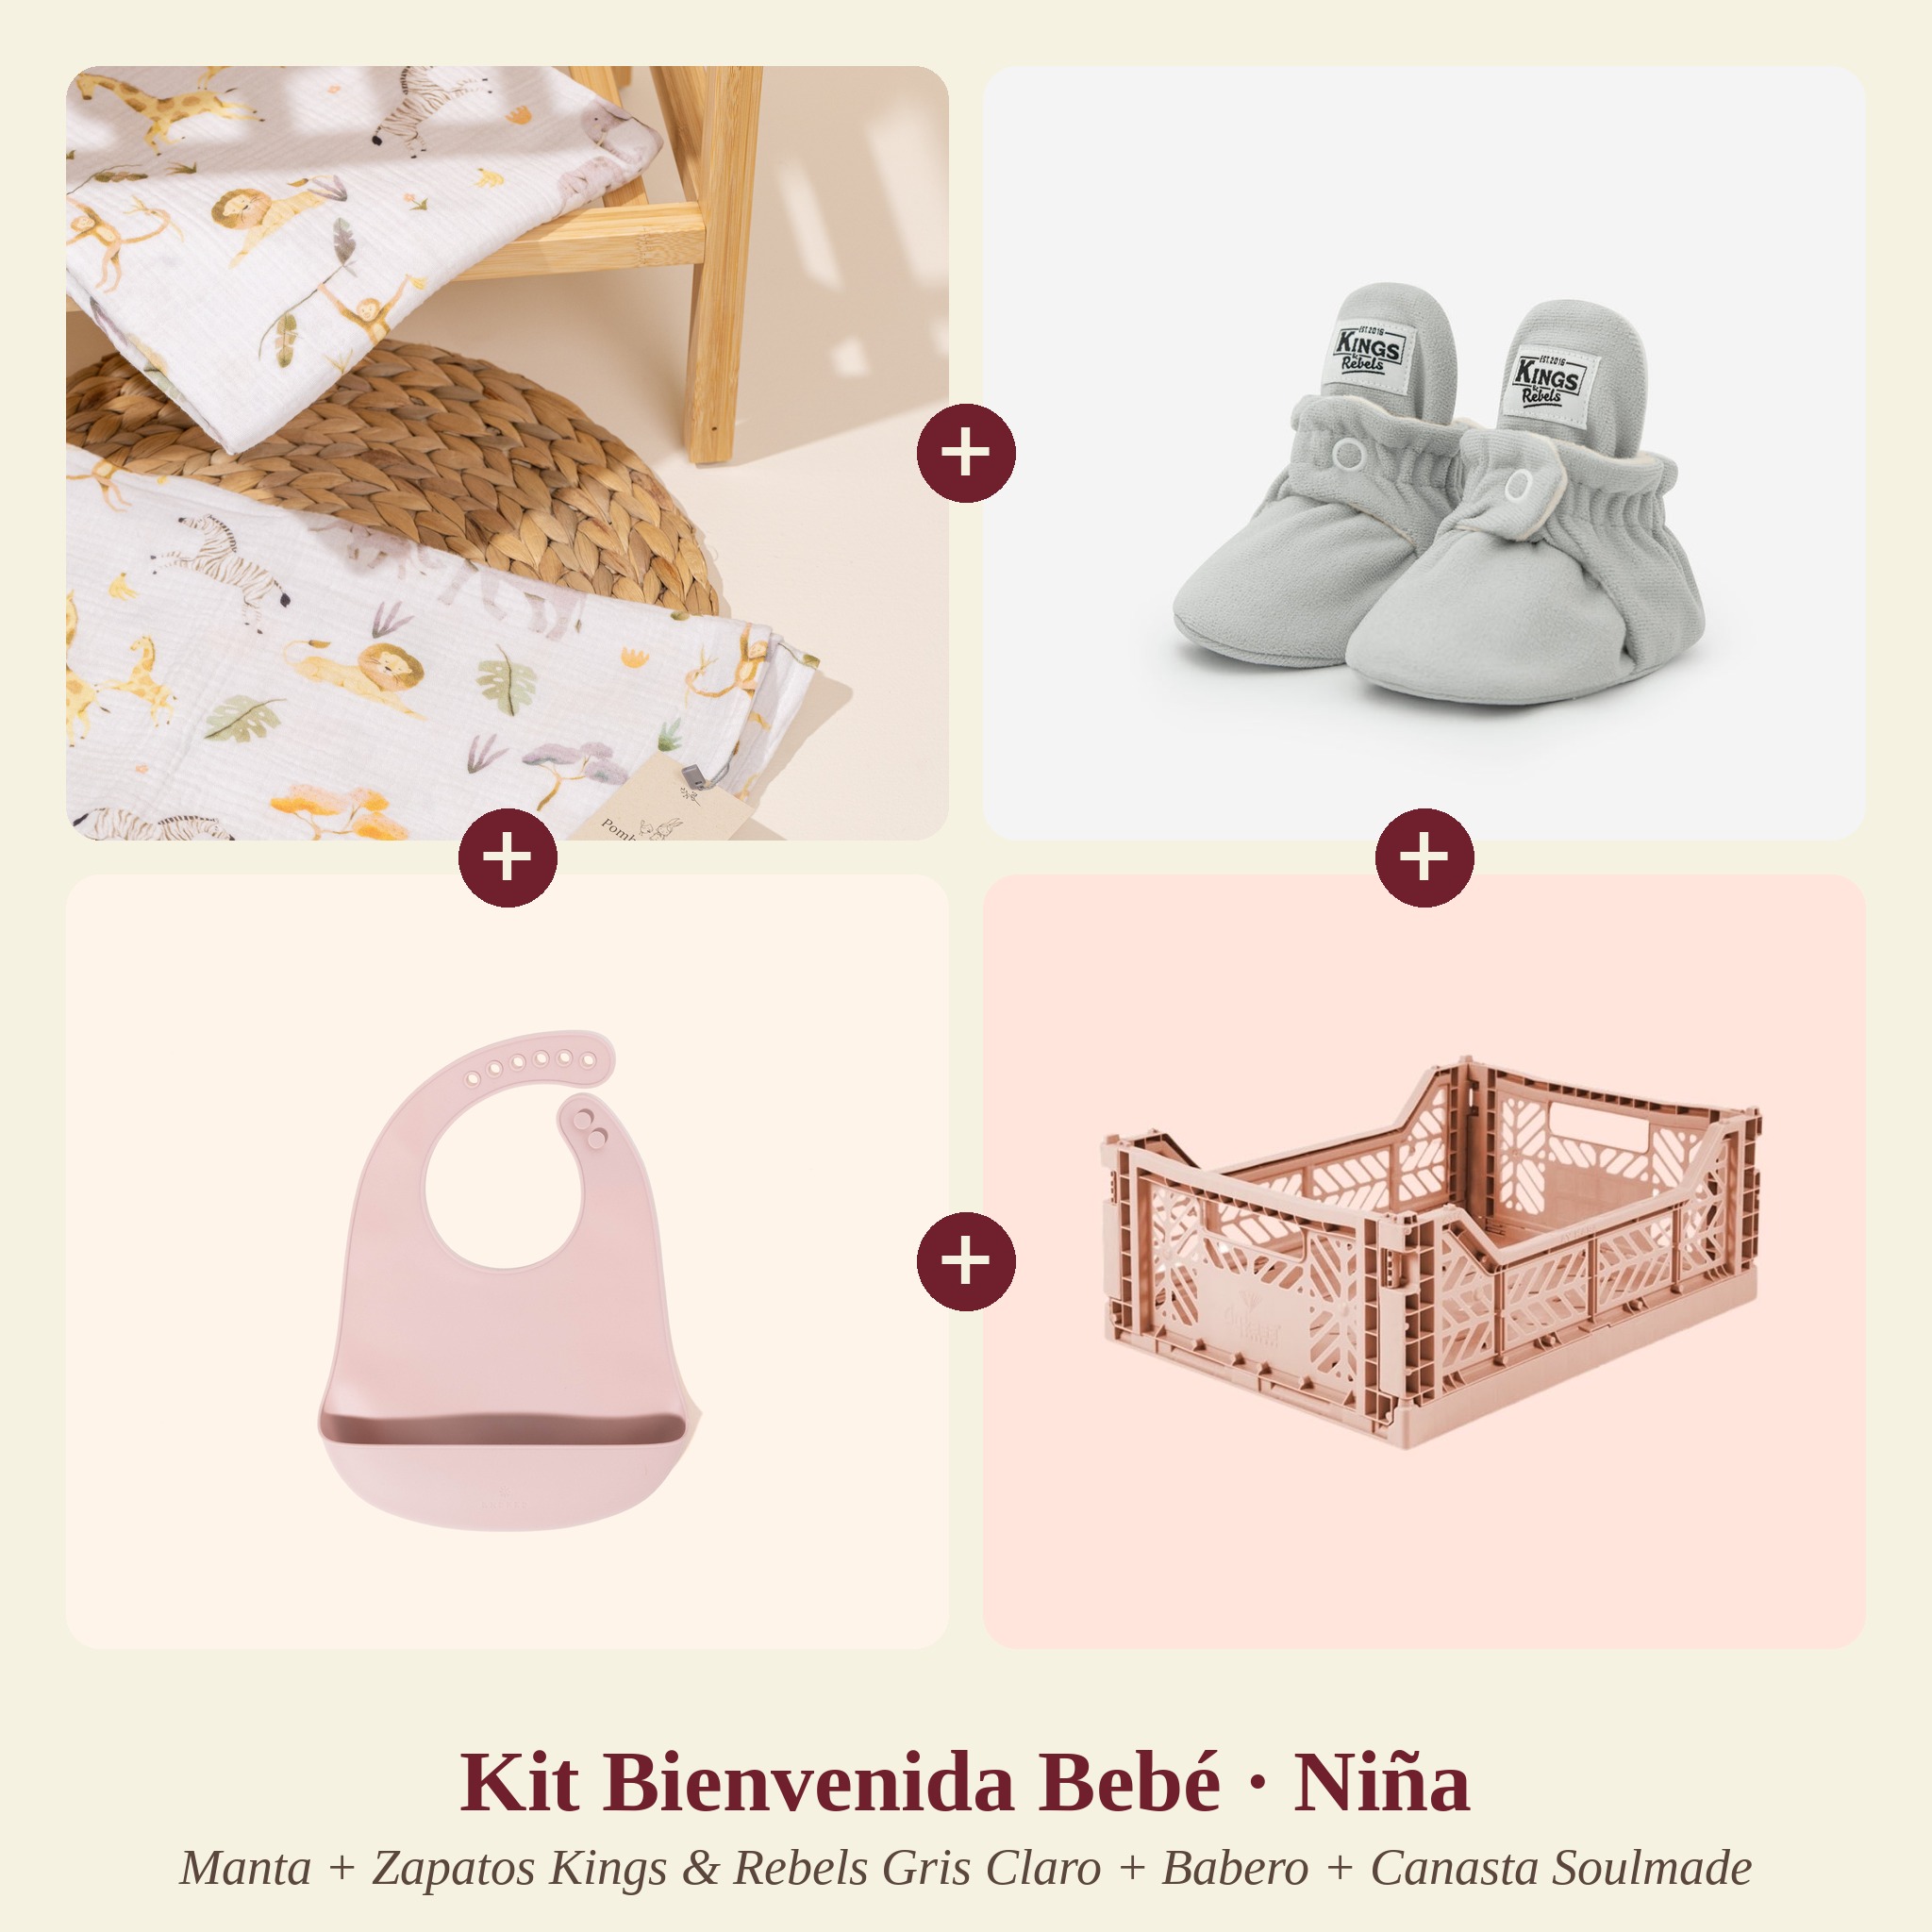 EST.2016
KINGS
&
Rebels
EST.2016
KINGS
&
Rebels
Kit Bienvenida Bebé · Niña
Manta + Zapatos Kings & Rebels Gris Claro + Babero + Canasta Soulmade